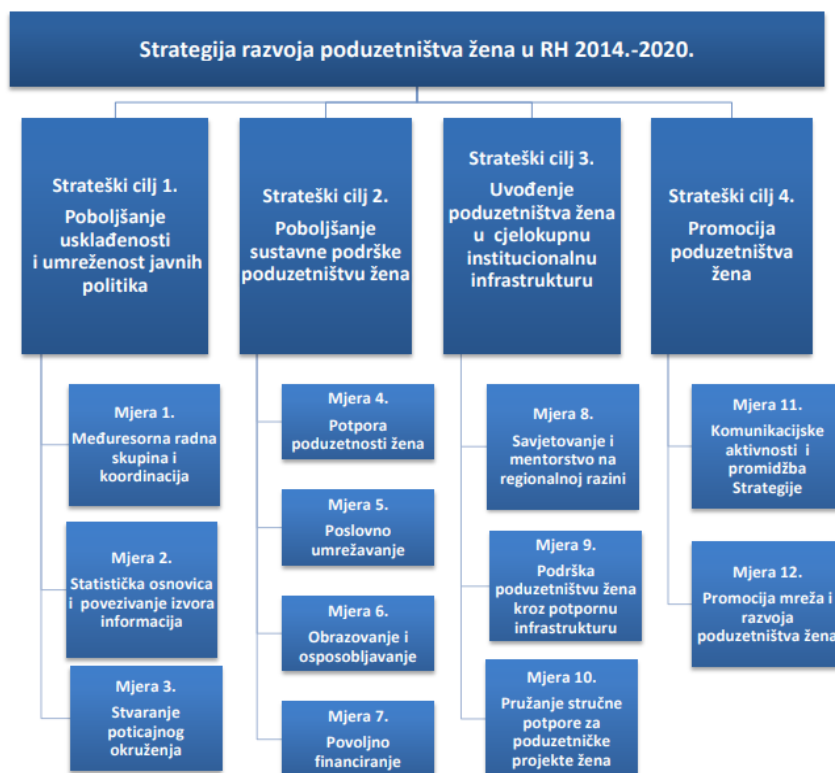 Strategija razvoja poduzetništva žena u RH 2014.-2020.
Strateški cilj 1.
Poboljšanje
usklađenosti
i umreženost javnih
politika
Mjera 1.
Međuresorna radna
skupina i
koordinacija
Mjera 2.
Statistička osnovica
i povezivanje izvora
informacija
Mjera 3.
Stvaranje
poticajnog
okruženja
Strateški cilj 2.
Poboljšanje
sustavne podrške
poduzetništvu žena
Mjera 4.
Potpora
poduzetnosti žena
Mjera 5.
Poslovno
umrežavanje
Mjera 6.
Obrazovanje i
osposobljavanje
Mjera 7.
Povoljno
financiranje
Strateški cilj 3.
Uvođenje
poduzetništva žena
u cjelokupnu
institucionalnu
infrastrukturu
Mjera 8.
Savjetovanje i
mentorstvo na
regionalnoj razini
Mjera 9.
Podrška
poduzetništvu žena
kroz potpornu
infrastrukturu
Mjera 10.
Pružanje stručne
potpore za
poduzetničke
projekte žena
Strateški cilj 4.
Promocija
poduzetništva
žena
Mjera 11.
Komunikacijske
aktivnosti i
promidžba
Strategije
Mjera 12.
Promocija mreža i
razvoja
poduzetništva žena